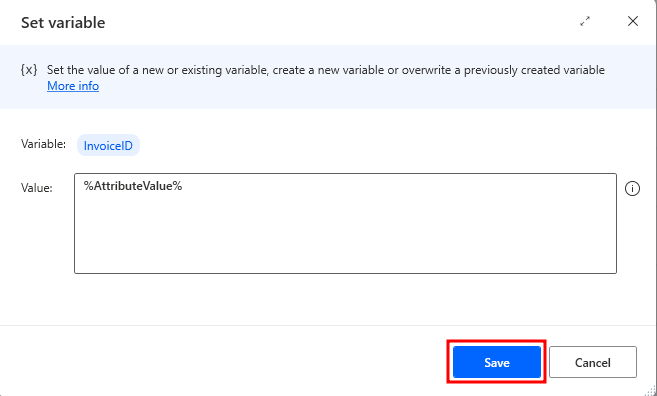 Set variable
{x} Set the value of a new or existing variable, create a new variable or overwrite a previously created variable
More info
Variable: InvoiceID
Value: %AttributeValue%
Save Cancel